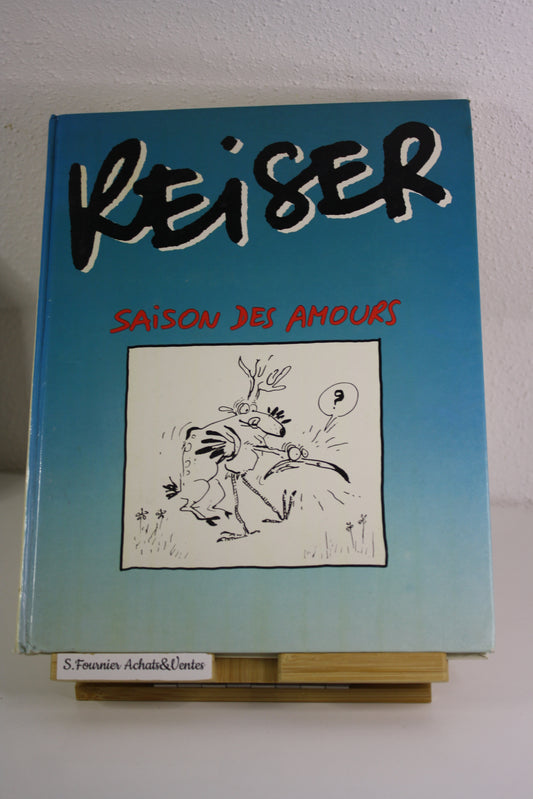 REiSER
SAiSON DES AMOURS
?
S.Fournier Achats&Ventes